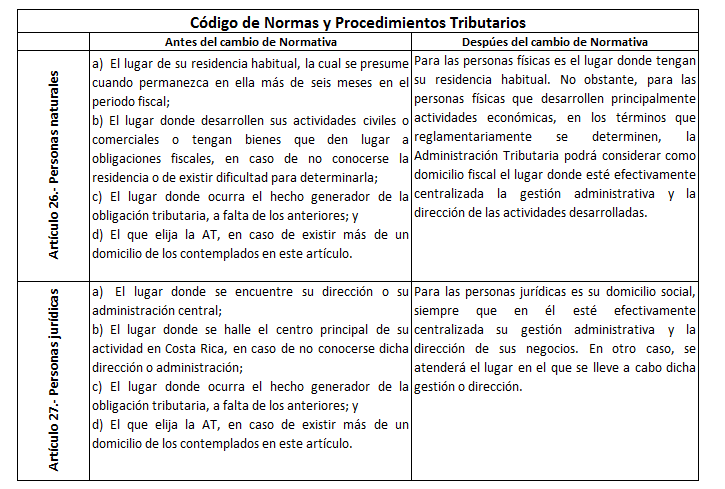 Código de Normas y Procedimientos Tributarios
Antes del cambio de Normativa
Despúes del cambio de Normativa
Artículo 26.- Personas naturales
a) El lugar de su residencia habitual, la cual se presume
cuando permanezca en ella más de seis meses en el
periodo fiscal;
b) El lugar donde desarrollen sus actividades civiles o
comerciales o tengan bienes que den lugar a
obligaciones fiscales, en caso de no conocerse la
residencia o de existir dificultad para determinarla;
c) El lugar donde ocurra el hecho generador de la
obligación tributaria, a falta de los anteriores; y
d) El que elija la AT, en caso de existir más de un
domicilio de los contemplados en este artículo.
Para las personas físicas es el lugar donde tengan
su residencia habitual. No obstante, para las
personas físicas que desarrollen principalmente
actividades económicas, en los términos que
reglamentariamente se determinen, la
Administración Tributaria podrá considerar como
domicilio fiscal el lugar donde esté efectivamente
centralizada la gestión administrativa y la
dirección de las actividades desarrolladas.
Artículo 27.- Personas jurídicas
a) El lugar donde se encuentre su dirección o su
administración central;
b) El lugar donde se halle el centro principal de su
actividad en Costa Rica, en caso de no conocerse dicha
dirección o administración;
c) El lugar donde ocurra el hecho generador de la
obligación tributaria, a falta de los anteriores; y
d) El que elija la AT, en caso de existir más de un
domicilio de los contemplados en este artículo.
Para las personas jurídicas es su domicilio social,
siempre que en él esté efectivamente
centralizada su gestión administrativa y la
dirección de sus negocios. En otro caso, se
atenderá el lugar en el que se lleve a cabo dicha
gestión o dirección.